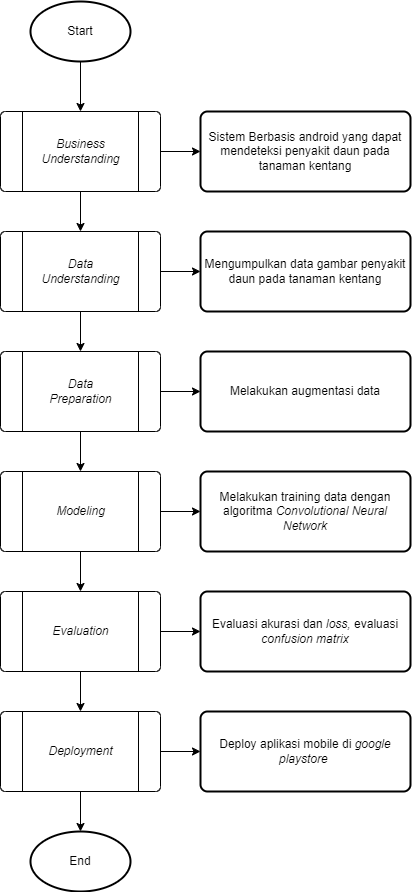 Start
Business
Understanding
Sistem Berbasis android yang dapat
mendeteksi penyakit daun pada
tanaman kentang
Data
Understanding
Mengumpulkan data gambar penyakit
daun pada tanaman kentang
Data
Preparation
Melakukan augmentasi data
Modeling
Melakukan training data dengan
algoritma Convolutional Neural
Network
Evaluation
Evaluasi akurasi dan loss, evaluasi
confusion matrix
Deployment
Deploy aplikasi mobile di google
playstore
End